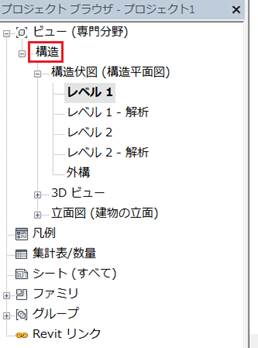 プロジェクト ブラウザ - プロジェクト1
ビュー (専門分野)
構造
構造伏図 (構造平面図)
レベル 1
レベル 1 - 解析
レベル 2
レベル 2 - 解析
外構
3D ビュー
立面図 (建物の立面)
凡例
集計表/数量
シート (すべて)
ファミリ
グループ
Revit リンク